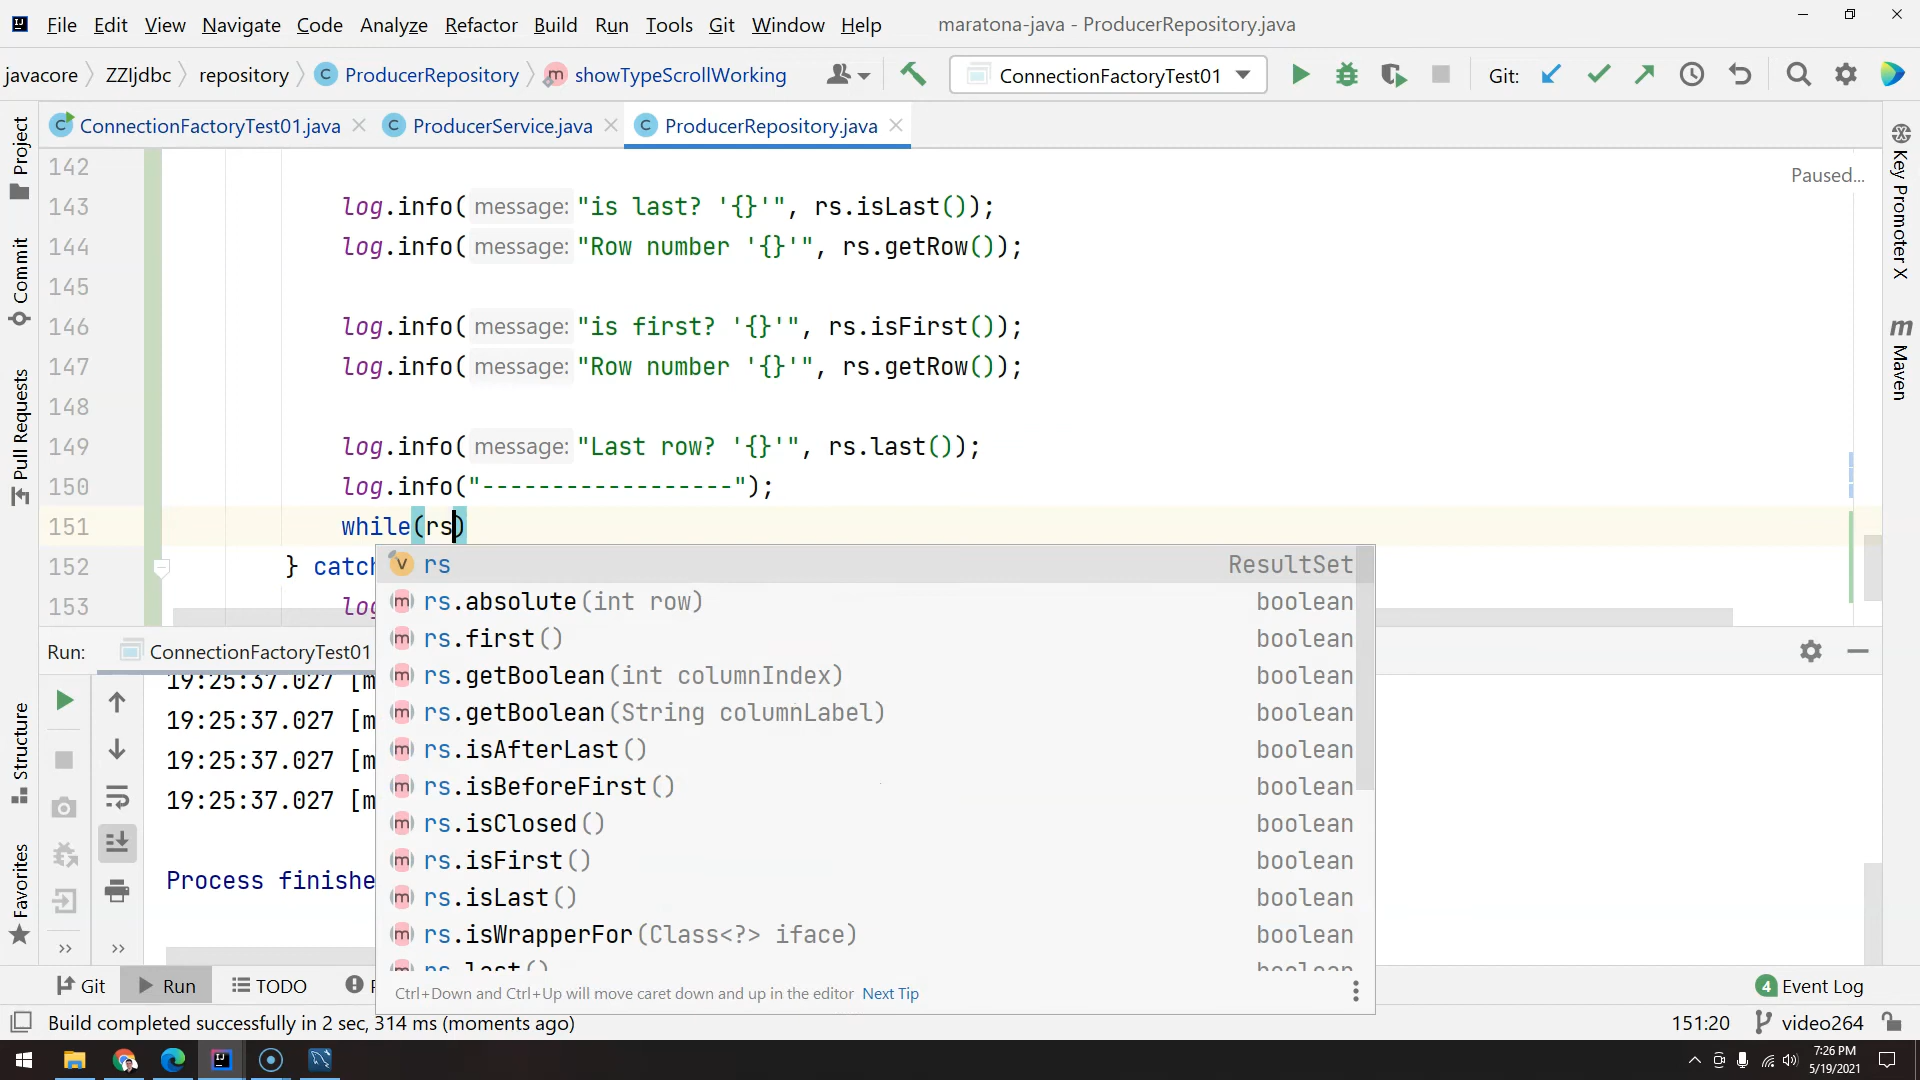 File Edit View Navigate Code Analyze Refactor Build Run Tools Git Window Help maratona-java - ProducerRepository.java
javacore ZZIjdbc repository C ProducerRepository m showTypeScrollWorking ConnectionFactoryTest01 Git:
C ConnectionFactoryTest01.java C ProducerService.java C ProducerRepository.java
Project
Commit
Pull Requests
Structure
Favorites
Key Promoter X
m Maven
Paused...
142
143 log.info( message: "is last? '{}'", rs.isLast());
144 log.info( message: "Row number '{}'", rs.getRow());
145
146 log.info( message: "is first? '{}'", rs.isFirst());
147 log.info( message: "Row number '{}'", rs.getRow());
148
149 log.info( message: "Last row? '{}'", rs.last());
150 log.info("------------------");
151 while(rs)
152 } catch
153 log
v rs ResultSet
m rs.absolute(int row) boolean
m rs.first() boolean
m rs.getBoolean(int columnIndex) boolean
m rs.getBoolean(String columnLabel) boolean
m rs.isAfterLast() boolean
m rs.isBeforeFirst() boolean
m rs.isClosed() boolean
m rs.isFirst() boolean
m rs.isLast() boolean
m rs.isWrapperFor(Class<?> iface) boolean
m rs.last() boolean
Ctrl+Down and Ctrl+Up will move caret down and up in the editor Next Tip
Run: ConnectionFactoryTest01
19:25:37.027 [m
19:25:37.027 [m
19:25:37.027 [m
19:25:37.027 [m
Process finishe
Git Run TODO 4 Event Log
Build completed successfully in 2 sec, 314 ms (moments ago) 151:20 video264
7:26 PM
5/19/2021